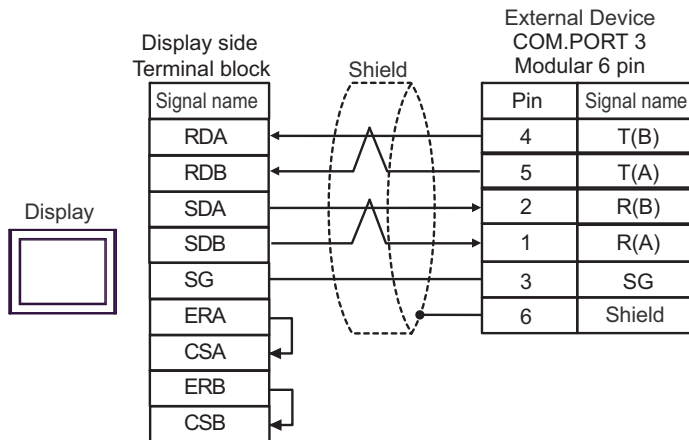 External Device
COM.PORT 3
Modular 6 pin
Display side
Terminal block
Shield
Signal name
Pin Signal name
RDA 4 T(B)
RDB 5 T(A)
Display
SDA 2 R(B)
SDB 1 R(A)
SG 3 SG
ERA 6 Shield
CSA
ERB
CSB